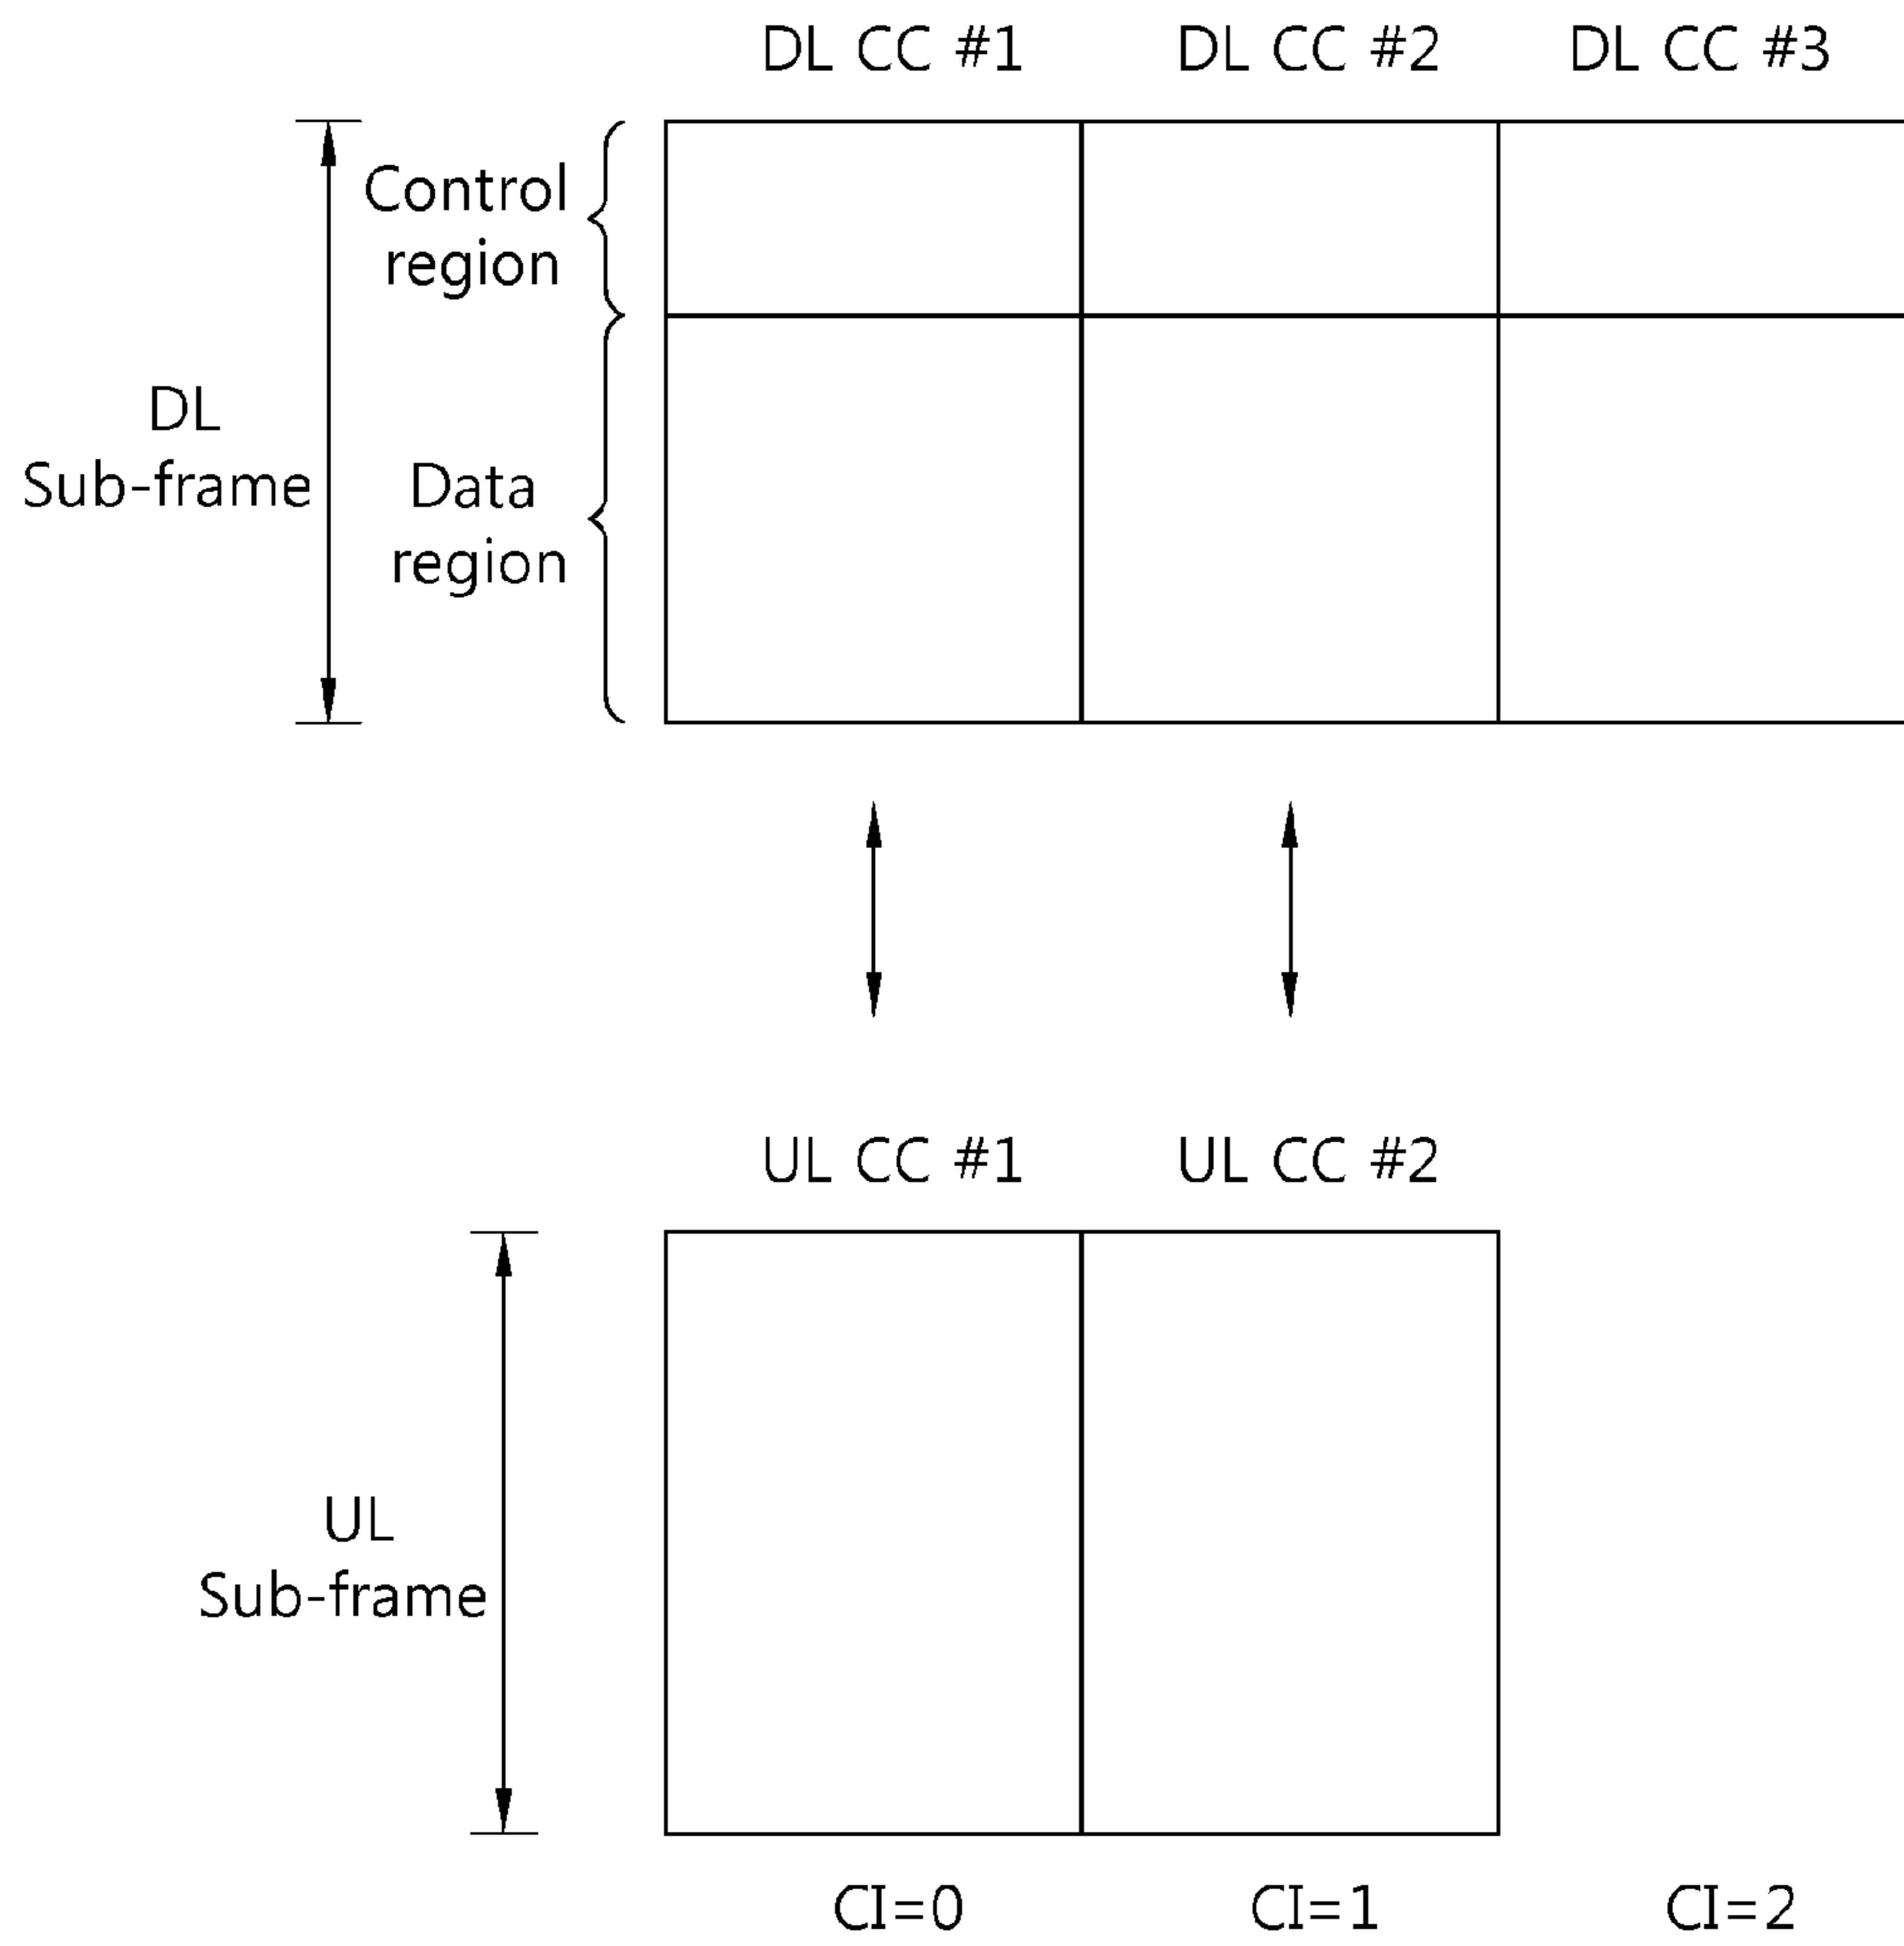 DL CC #1 DL CC #2 DL CC #3
Control
region
DL
Sub-frame
Data
region
UL CC #1 UL CC #2
UL
Sub-frame
CI=0 CI=1 CI=2